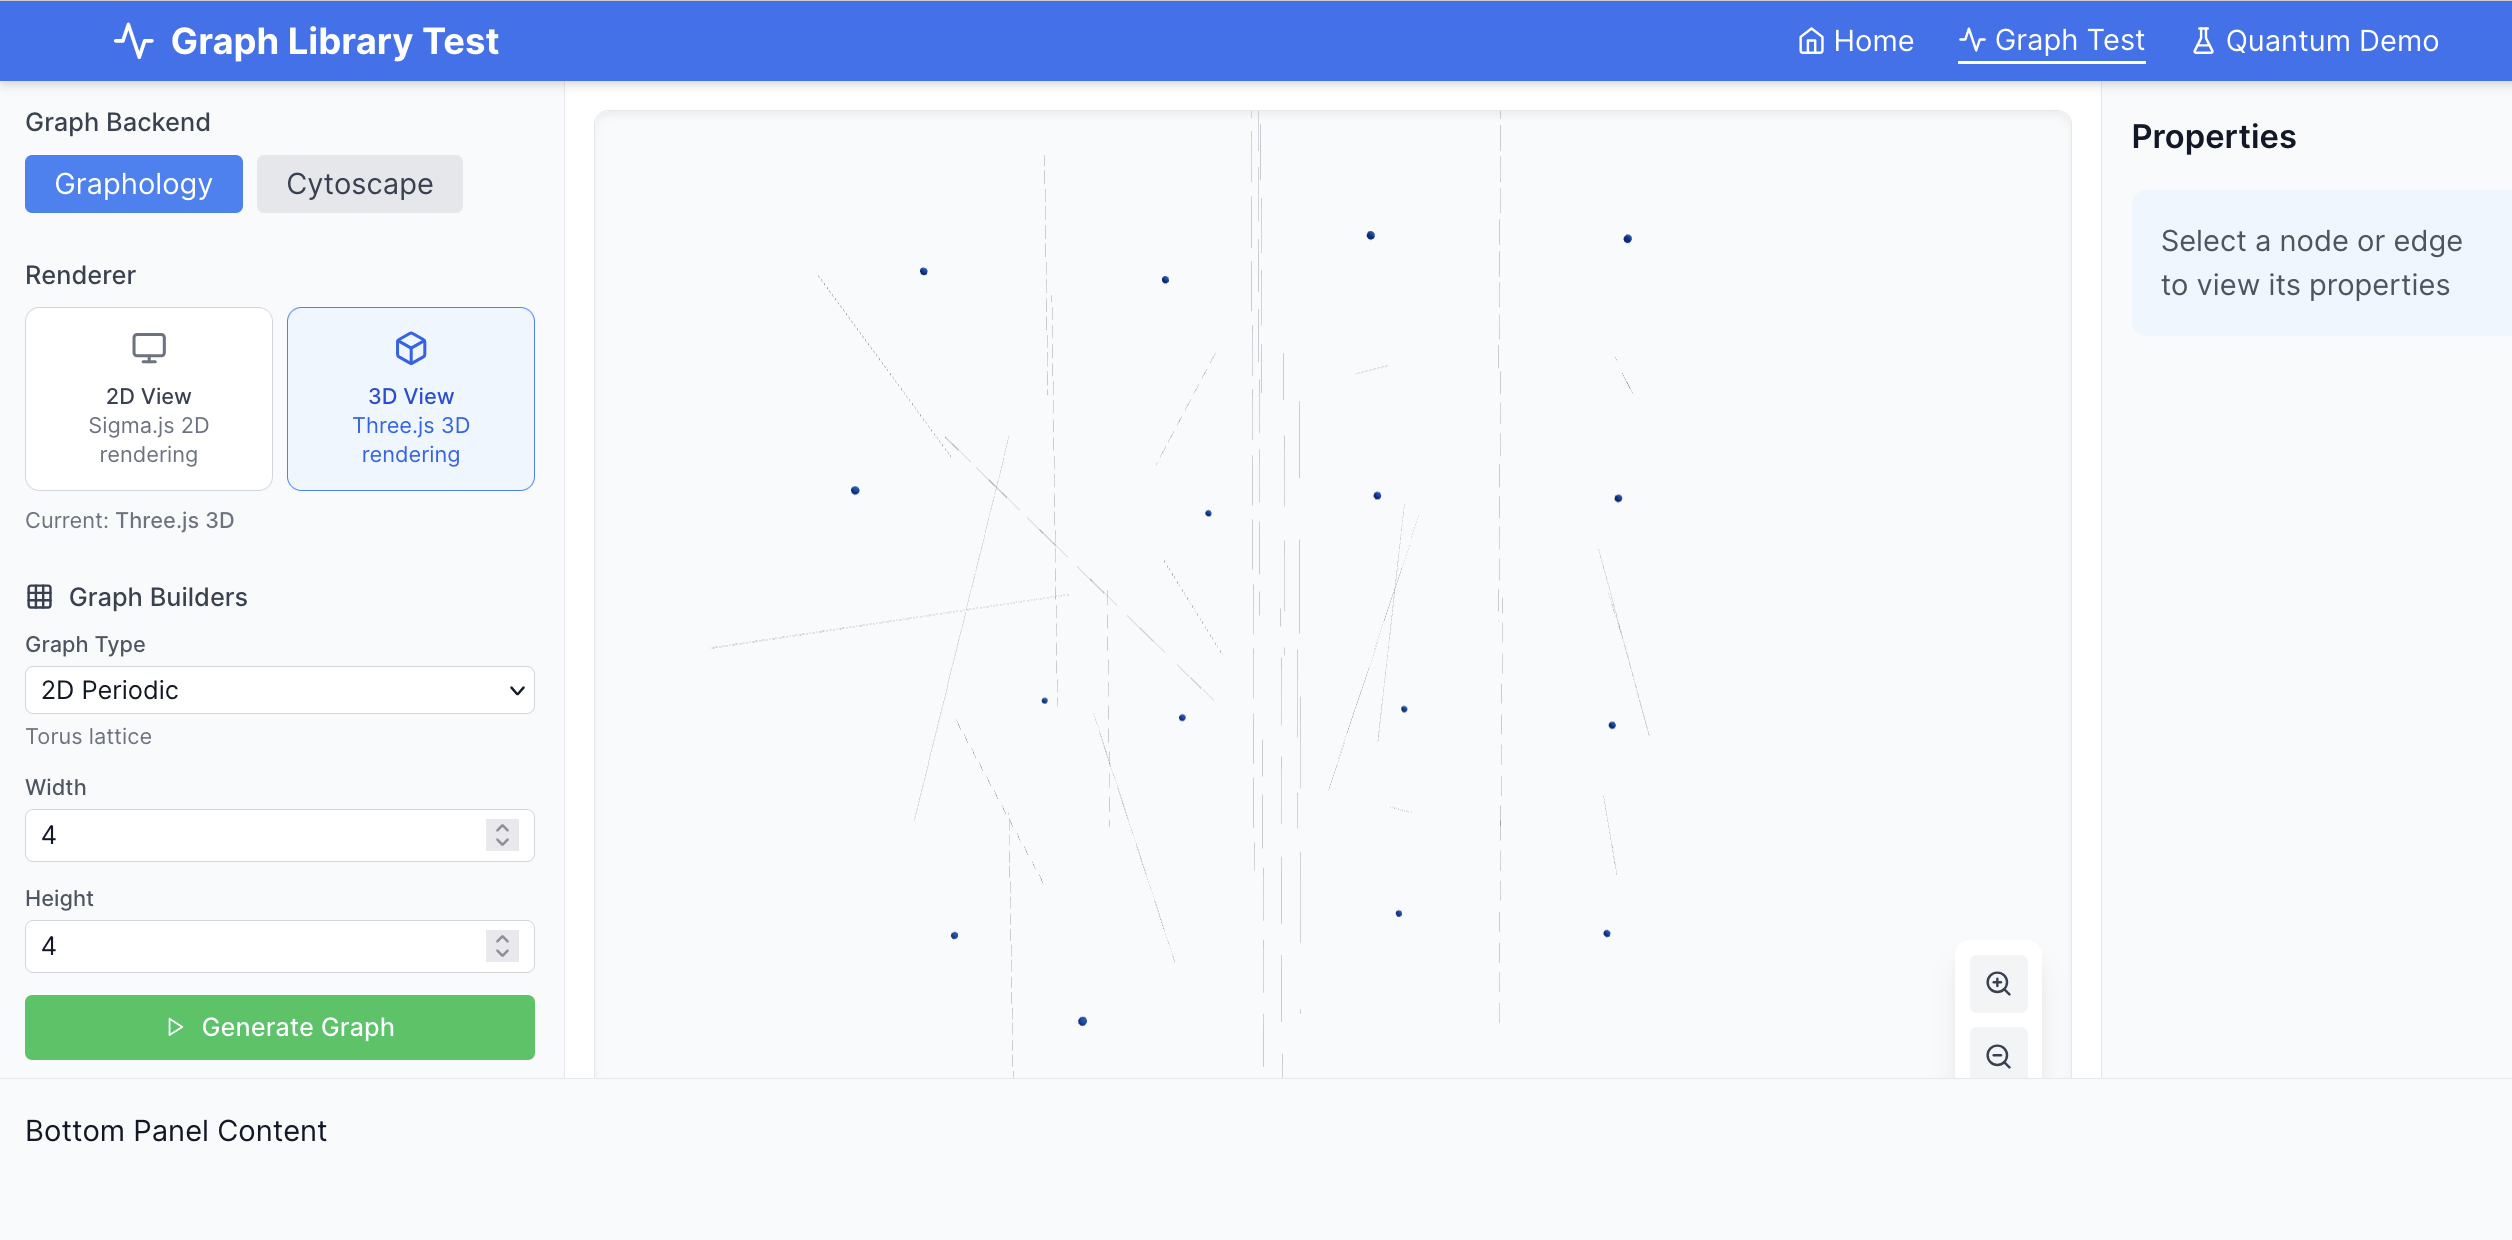 Graph Library Test
Home
Graph Test
Quantum Demo
Graph Backend
Graphology
Cytoscape
Renderer
2D View
Sigma.js 2D
rendering
3D View
Three.js 3D
rendering
Current: Three.js 3D
Graph Builders
Graph Type
2D Periodic
Torus lattice
Width
4
Height
4
Generate Graph
Properties
Select a node or edge
to view its properties
Bottom Panel Content